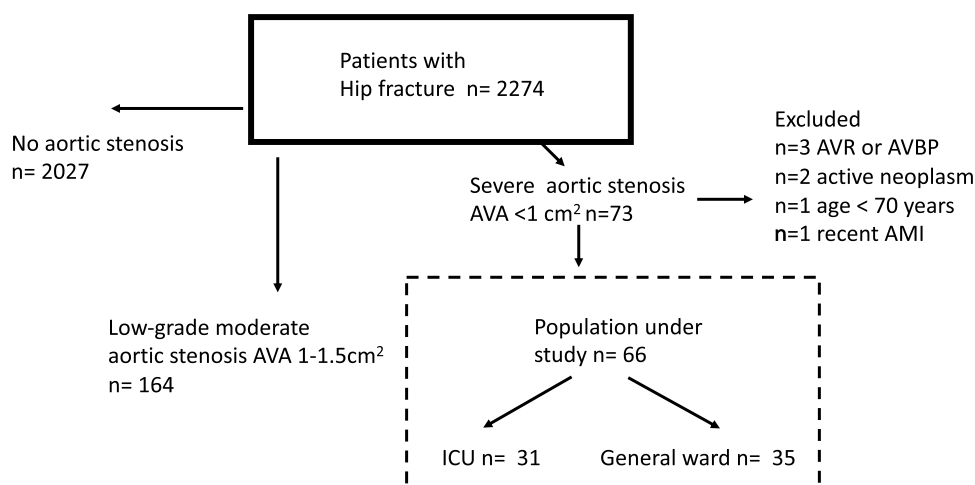 Patients with
Hip fracture n= 2274
No aortic stenosis
n= 2027
Excluded
n=3 AVR or AVBP
n=2 active neoplasm
n=1 age < 70 years
n=1 recent AMI
Severe aortic stenosis
AVA <1 cm² n=73
Low-grade moderate
aortic stenosis AVA 1-1.5cm²
n= 164
Population under
study n= 66
ICU n= 31
General ward n= 35